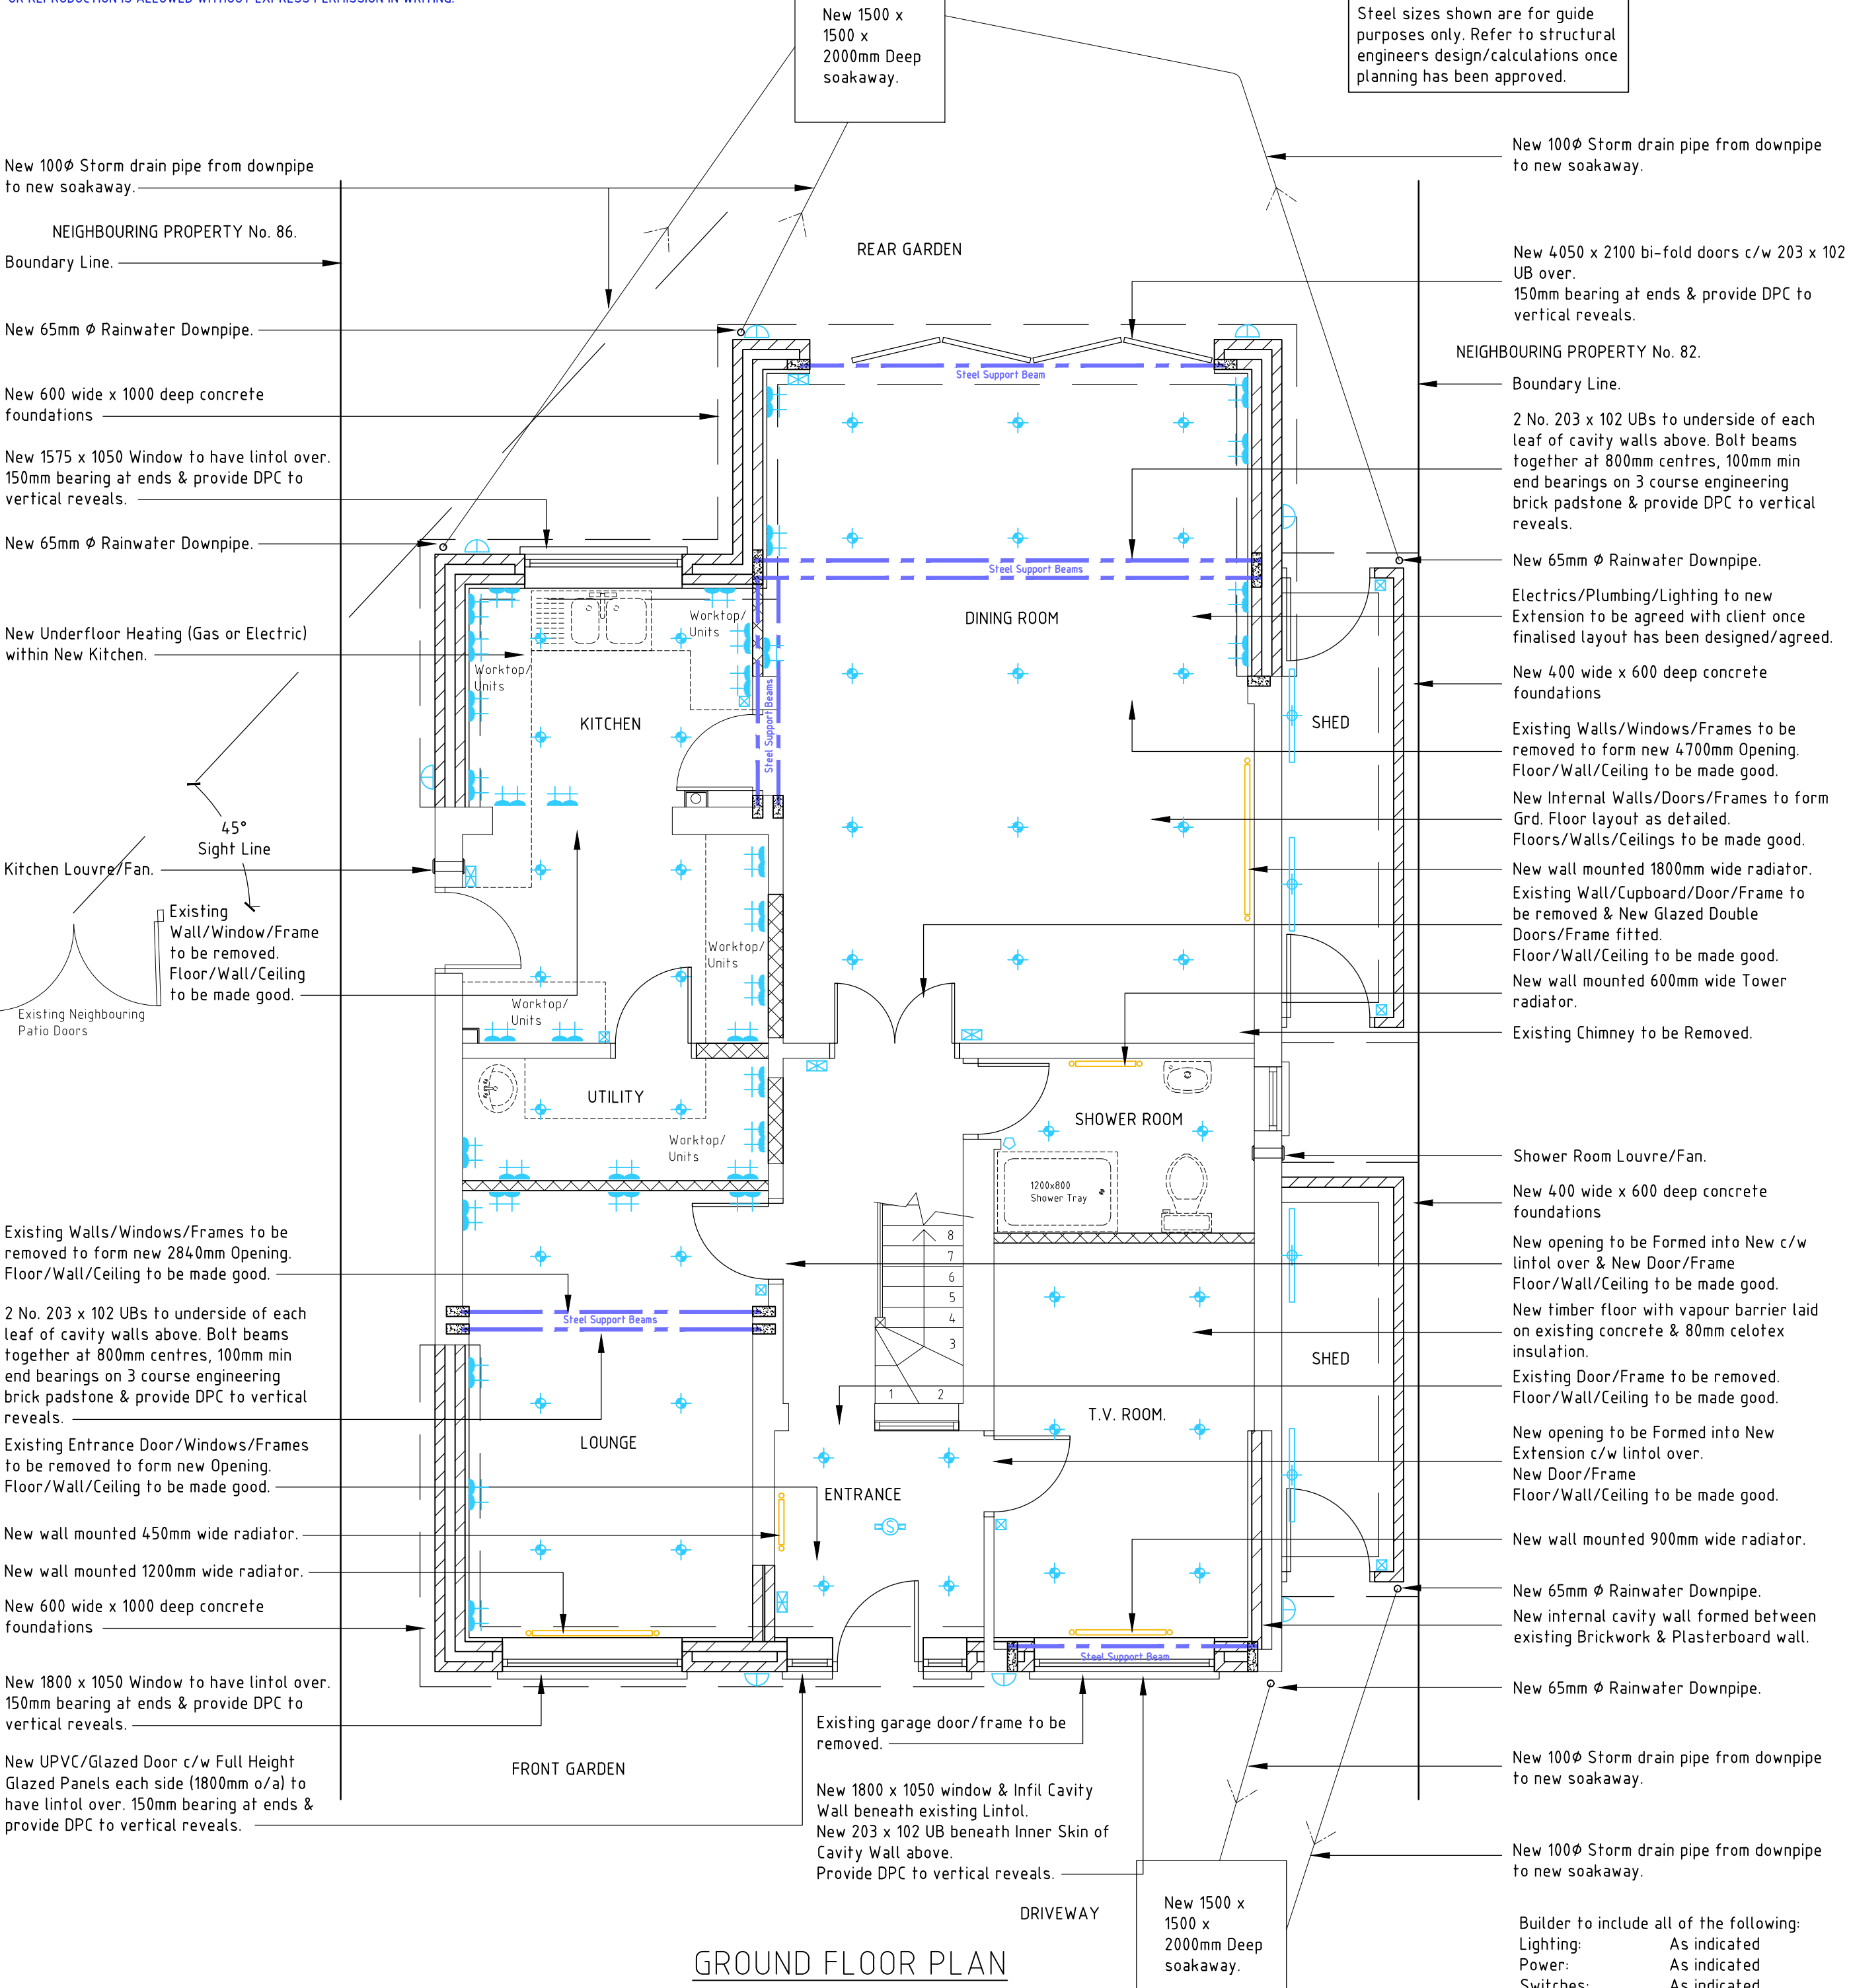 OR REPRODUCTION IS ALLOWED WITHOUT EXPRESS PERMISSION IN WRITING.
New 1500 x
1500 x
2000mm Deep
soakaway.
Steel sizes shown are for guide
purposes only. Refer to structural
engineers design/calculations once
planning has been approved.
New 100Ø Storm drain pipe from downpipe
to new soakaway.
NEIGHBOURING PROPERTY No. 86.
Boundary Line.
New 65mm Ø Rainwater Downpipe.
New 600 wide x 1000 deep concrete
foundations
New 1575 x 1050 Window to have lintol over.
150mm bearing at ends & provide DPC to
vertical reveals.
New 65mm Ø Rainwater Downpipe.
New Underfloor Heating (Gas or Electric)
within New Kitchen.
45°
Sight Line
Kitchen Louvre/Fan.
Existing
Wall/Window/Frame
to be removed.
Floor/Wall/Ceiling
to be made good.
Existing Neighbouring
Patio Doors
Existing Walls/Windows/Frames to be
removed to form new 2840mm Opening.
Floor/Wall/Ceiling to be made good.
2 No. 203 x 102 UBs to underside of each
leaf of cavity walls above. Bolt beams
together at 800mm centres, 100mm min
end bearings on 3 course engineering
brick padstone & provide DPC to vertical
reveals.
Existing Entrance Door/Windows/Frames
to be removed to form new Opening.
Floor/Wall/Ceiling to be made good.
New wall mounted 450mm wide radiator.
New wall mounted 1200mm wide radiator.
New 600 wide x 1000 deep concrete
foundations
New 1800 x 1050 Window to have lintol over.
150mm bearing at ends & provide DPC to
vertical reveals.
New UPVC/Glazed Door c/w Full Height
Glazed Panels each side (1800mm o/a) to
have lintol over. 150mm bearing at ends &
provide DPC to vertical reveals.
REAR GARDEN
Steel Support Beam
Steel Support Beams
DINING ROOM
Worktop/
Units
Worktop/
Units
KITCHEN
Steel Support Beams
SHED
Worktop/
Units
Worktop/
Units
UTILITY
Worktop/
Units
SHOWER ROOM
1200x800
Shower Tray
8
7
6
5
4
3
2
1
Steel Support Beams
SHED
T.V. ROOM.
LOUNGE
ENTRANCE
S
Steel Support Beam
FRONT GARDEN
Existing garage door/frame to be
removed.
New 1800 x 1050 window & Infil Cavity
Wall beneath existing Lintol.
New 203 x 102 UB beneath Inner Skin of
Cavity Wall above.
Provide DPC to vertical reveals.
DRIVEWAY
New 1500 x
1500 x
2000mm Deep
soakaway.
GROUND FLOOR PLAN
New 100Ø Storm drain pipe from downpipe
to new soakaway.
New 4050 x 2100 bi-fold doors c/w 203 x 102
UB over.
150mm bearing at ends & provide DPC to
vertical reveals.
NEIGHBOURING PROPERTY No. 82.
Boundary Line.
2 No. 203 x 102 UBs to underside of each
leaf of cavity walls above. Bolt beams
together at 800mm centres, 100mm min
end bearings on 3 course engineering
brick padstone & provide DPC to vertical
reveals.
New 65mm Ø Rainwater Downpipe.
Electrics/Plumbing/Lighting to new
Extension to be agreed with client once
finalised layout has been designed/agreed.
New 400 wide x 600 deep concrete
foundations
Existing Walls/Windows/Frames to be
removed to form new 4700mm Opening.
Floor/Wall/Ceiling to be made good.
New Internal Walls/Doors/Frames to form
Grd. Floor layout as detailed.
Floors/Walls/Ceilings to be made good.
New wall mounted 1800mm wide radiator.
Existing Wall/Cupboard/Door/Frame to
be removed & New Glazed Double
Doors/Frame fitted.
Floor/Wall/Ceiling to be made good.
New wall mounted 600mm wide Tower
radiator.
Existing Chimney to be Removed.
Shower Room Louvre/Fan.
New 400 wide x 600 deep concrete
foundations
New opening to be Formed into New c/w
lintol over & New Door/Frame
Floor/Wall/Ceiling to be made good.
New timber floor with vapour barrier laid
on existing concrete & 80mm celotex
insulation.
Existing Door/Frame to be removed.
Floor/Wall/Ceiling to be made good.
New opening to be Formed into New
Extension c/w lintol over.
New Door/Frame
Floor/Wall/Ceiling to be made good.
New wall mounted 900mm wide radiator.
New 65mm Ø Rainwater Downpipe.
New internal cavity wall formed between
existing Brickwork & Plasterboard wall.
New 65mm Ø Rainwater Downpipe.
New 100Ø Storm drain pipe from downpipe
to new soakaway.
New 100Ø Storm drain pipe from downpipe
to new soakaway.
Builder to include all of the following:
Lighting: As indicated
Power: As indicated
Switches: As indicated